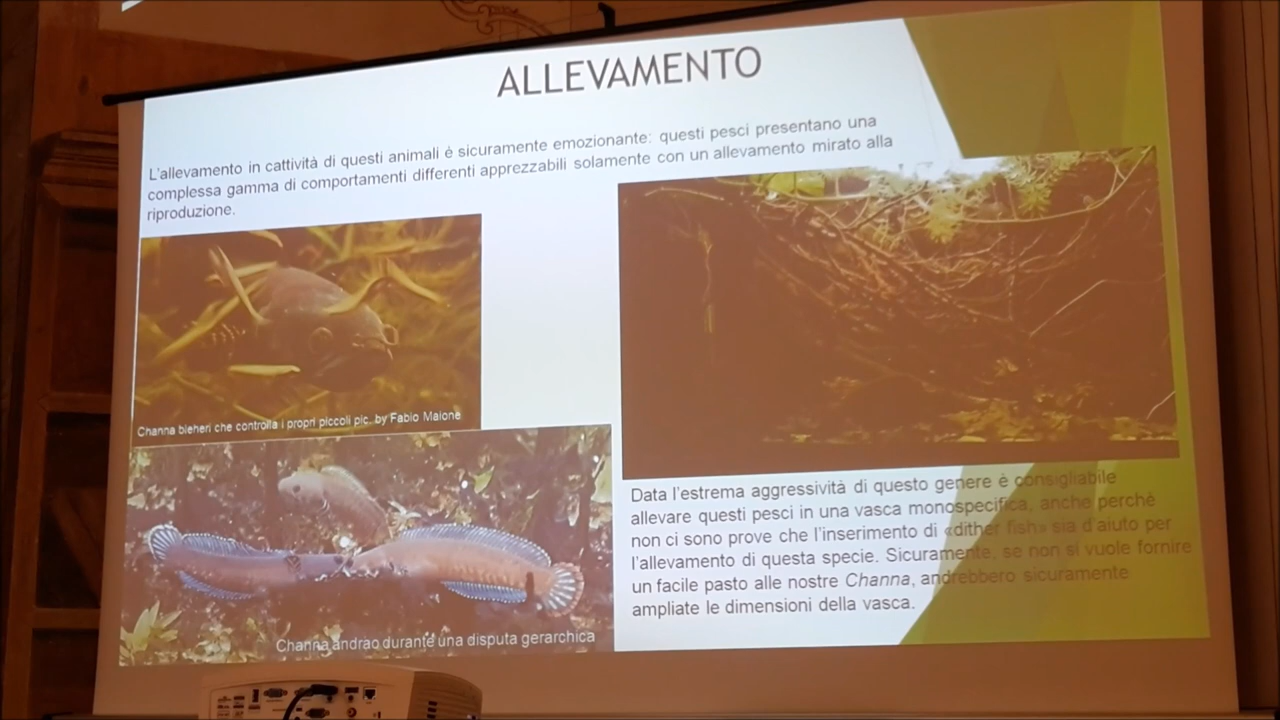 ALLEVAMENTO
L'allevamento in cattività di questi animali è sicuramente emozionante: questi pesci presentano una
complessa gamma di comportamenti differenti apprezzabili solamente con un allevamento mirato alla
riproduzione.
Channa bleheri che controlla i propri piccoli pic. by Fabio Maione
Channa andrao durante una disputa gerarchica
Data l'estrema aggressività di questo genere è consigliabile
allevare questi pesci in una vasca monospecifica, anche perchè
non ci sono prove che l'inserimento di «dither fish» sia d'aiuto per
l'allevamento di questa specie. Sicuramente, se non si vuole fornire
un facile pasto alle nostre Channa, andrebbero sicuramente
ampliate le dimensioni della vasca.